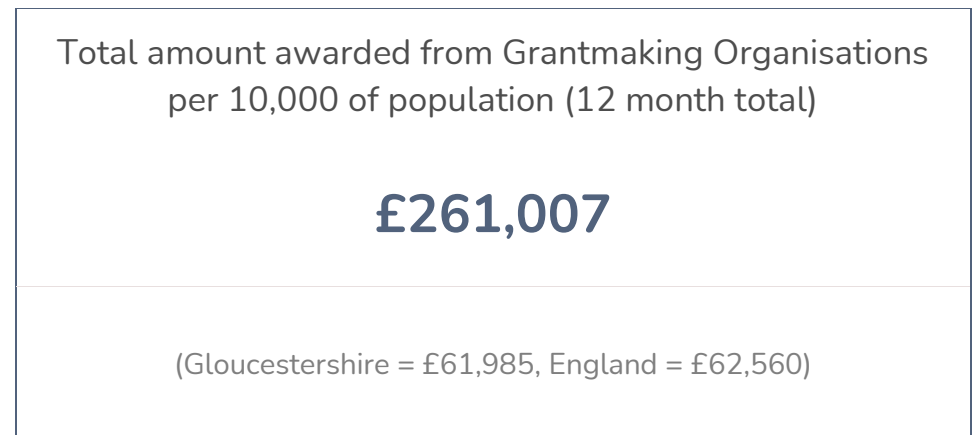 Total amount awarded from Grantmaking Organisations
per 10,000 of population (12 month total)
£261,007
(Gloucestershire = £61,985, England = £62,560)